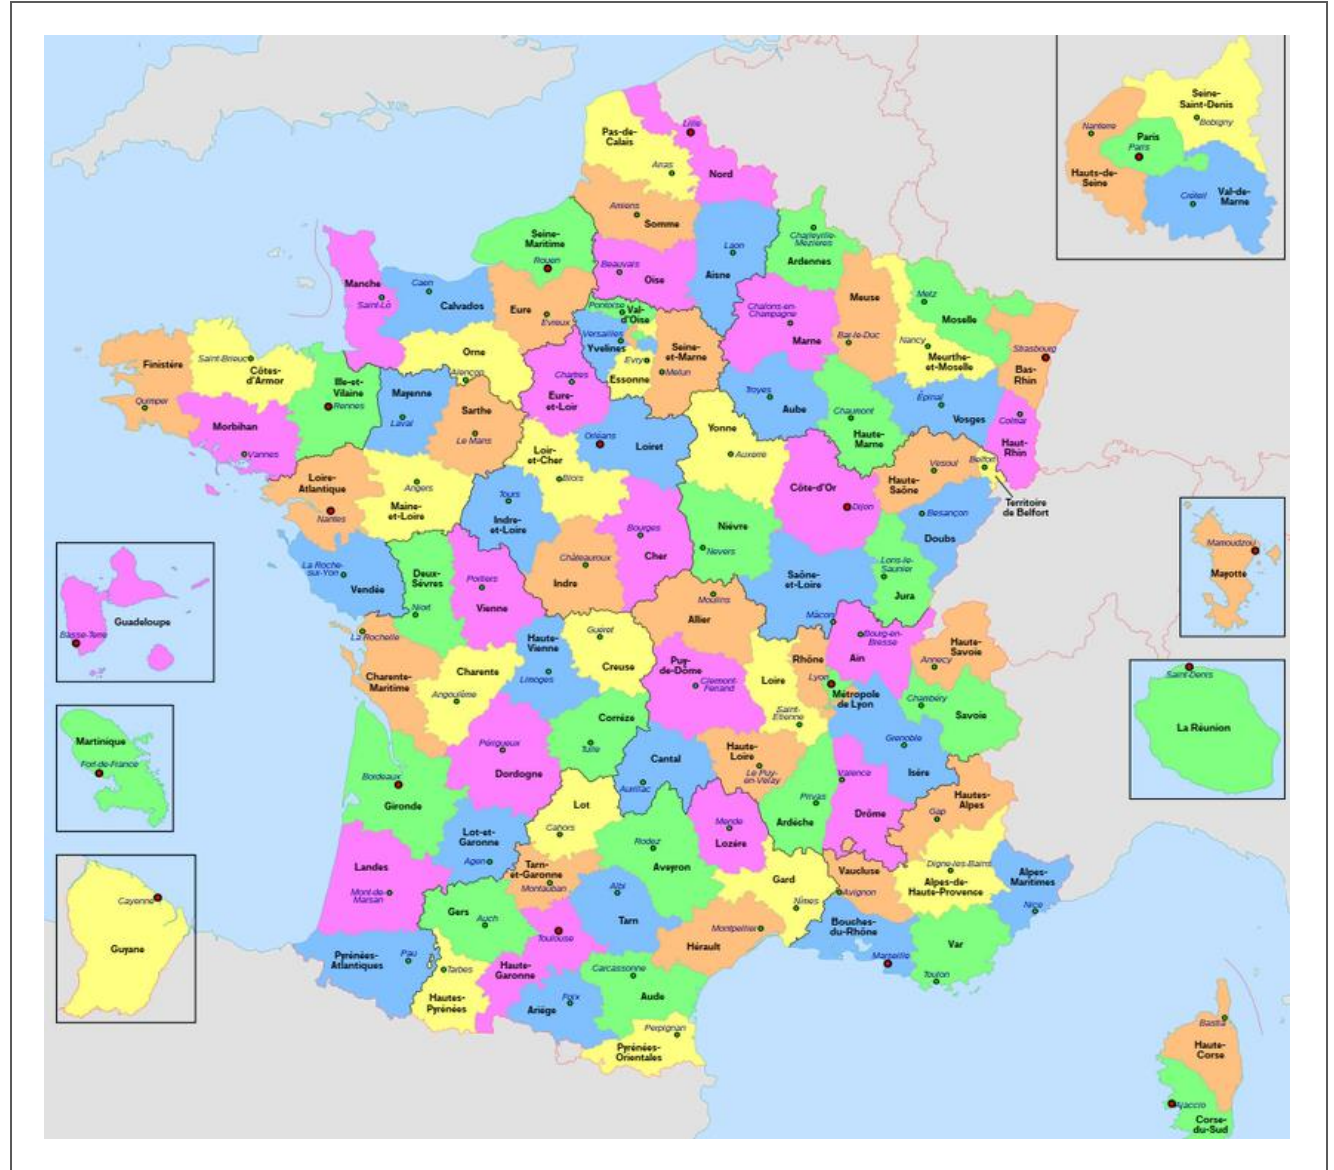 Seine-
Saint-Denis
Bobigny
Nanterre
Paris
Paris
Hauts-de-
Seine
Créteil
Val-de-
Marne
Pas-de-
Calais
Lille
Arras
Nord
Amiens
Somme
Seine-
Maritime
Rouen
Beauvais
Oise
Laon
Aisne
Charleville-
Mézières
Ardennes
Manche
Saint-Lô
Caen
Calvados
Eure
Evreux
Pontoise
Val-
d'Oise
Versailles
Yvelines
Evry
Essonne
Seine-
et-Marne
Melun
Chalons-en-
Champagne
Marne
Meuse
Bar-le-Duc
Metz
Moselle
Nancy
Meurthe-
et-Moselle
Strasbourg
Bas-
Rhin
Finistère
Quimper
Saint-Brieuc
Côtes-
d'Armor
Morbihan
Vannes
Ille-et-
Vilaine
Rennes
Orne
Alençon
Mayenne
Laval
Sarthe
Le Mans
Chartres
Eure-
et-Loir
Loir-
et-Cher
Blois
Orléans
Loiret
Yonne
Auxerre
Troyes
Aube
Chaumont
Haute-
Marne
Épinal
Vosges
Colmar
Haut-
Rhin
Loire-
Atlantique
Nantes
Angers
Maine-
et-Loire
Tours
Indre-
et-Loire
Bourges
Cher
Nièvre
Nevers
Côte-d'Or
Dijon
Vesoul
Haute-
Saône
Belfort
Territoire
de Belfort
Besançon
Doubs
La Roche-
sur-Yon
Vendée
Deux-
Sèvres
Niort
Poitiers
Vienne
Châteauroux
Indre
Moulins
Allier
Saône-
et-Loire
Mâcon
Lons-le-
Saunier
Jura
Mamoudzou
Mayotte
Guadeloupe
Basse-Terre
La Rochelle
Charente-
Maritime
Charente
Angoulême
Haute-
Vienne
Limoges
Guéret
Creuse
Puy-
de-Dôme
Clermont-
Ferrand
Loire
Saint-
Etienne
Rhône
Lyon
Métropole
de Lyon
Bourg-en-
Bresse
Ain
Haute-
Savoie
Annecy
Chambéry
Savoie
Saint-Denis
La Réunion
Martinique
Fort-de-France
Bordeaux
Gironde
Périgueux
Dordogne
Corrèze
Tulle
Cantal
Aurillac
Haute-
Loire
Le Puy-
en-Velay
Privas
Ardèche
Valence
Drôme
Grenoble
Isère
Hautes-
Alpes
Gap
Lot
Cahors
Lot-et-
Garonne
Agen
Tarn-
et-Garonne
Montauban
Rodez
Aveyron
Mende
Lozère
Gard
Nîmes
Vaucluse
Avignon
Digne-les-Bains
Alpes-de-
Haute-Provence
Alpes-
Maritimes
Nice
Landes
Mont-de-
Marsan
Gers
Auch
Albi
Tarn
Toulouse
Haute-
Garonne
Montpellier
Hérault
Bouches-
du-Rhône
Marseille
Var
Toulon
Cayenne
Guyane
Pyrénées-
Atlantiques
Pau
Tarbes
Hautes-
Pyrénées
Foix
Ariège
Carcassonne
Aude
Perpignan
Pyrénées-
Orientales
Bastia
Haute-
Corse
Ajaccio
Corse-
du-Sud